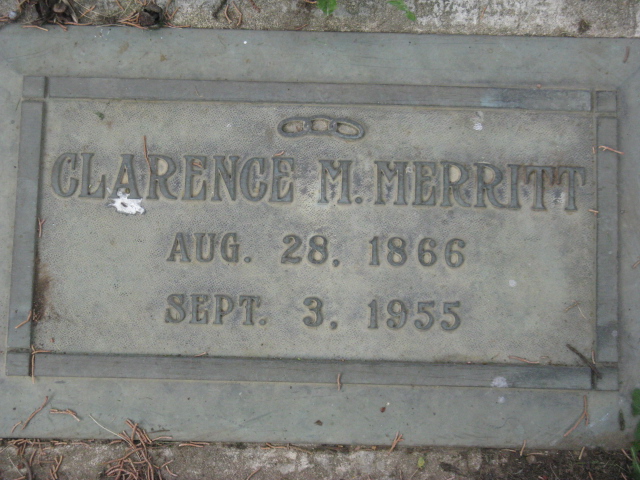 CLARENCE M. MERRITT
AUG. 28, 1866
SEPT. 3, 1955